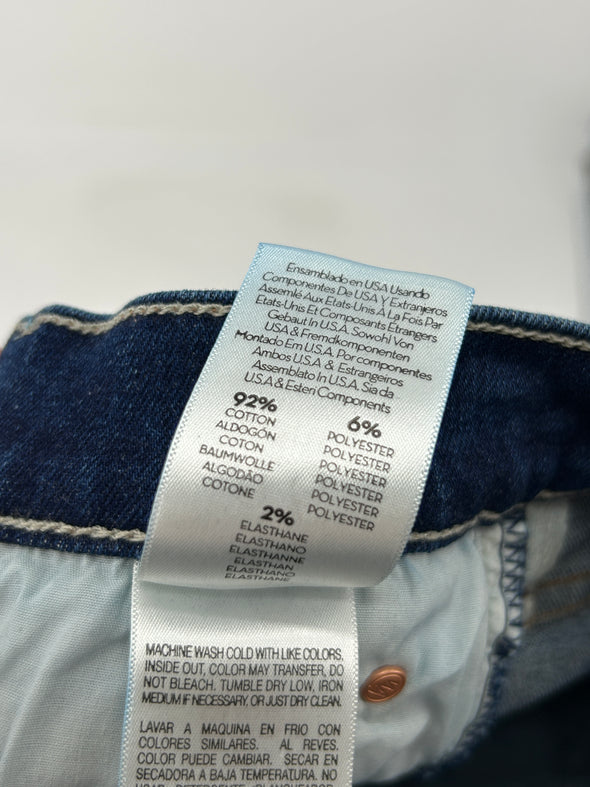 Ensamblado en USA Usando
Componentes De USA Y Extranjeros
Assemlé Aux Etats-Unis À La Fois Par
Etats-Unis Et Composants Etrangers
Gebaut In U.S.A. Sowohl Von
USA & Fremdkomponenten
Montado Em U.S.A. Por componentes
Ambos U.S.A. & Estrangeiros
Assemblato In U.S.A. Sia da
U.S.A & Esteri Components
92%
COTTON
ALDOGÓN
COTON
BAUMWOLLE
ALGODÃO
COTONE
6%
POLYESTER
POLYESTER
POLYESTER
POLYESTER
POLYESTER
POLYESTER
2%
ELASTHANE
ELASTHANO
ELASTHANNE
ELASTHAN
ELASTHANO
ELASTHANE
MACHINE WASH COLD WITH LIKE COLORS,
INSIDE OUT, COLOR MAY TRANSFER, DO
NOT BLEACH. TUMBLE DRY LOW, IRON
MEDIUM IF NECESSARY, OR JUST DRY CLEAN.
LAVAR A MAQUINA EN FRIO CON
COLORES SIMILARES. AL REVES.
COLOR PUEDE CAMBIAR. SECAR EN
SECADORA A BAJA TEMPERATURA. NO
USAR DETERGENTE BLANQUEADOR